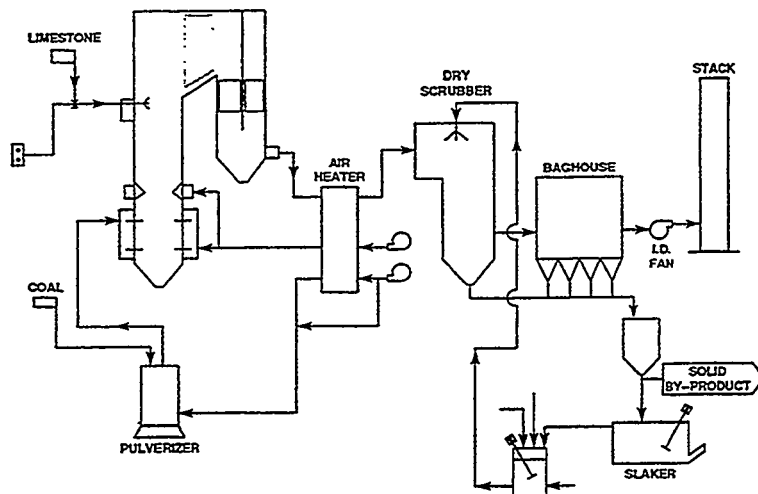 LIMESTONE
DRY
SCRUBBER
STACK
AIR
HEATER
BAGHOUSE
I.D.
FAN
COAL
SOLID
BY-PRODUCT
PULVERIZER
SLAKER